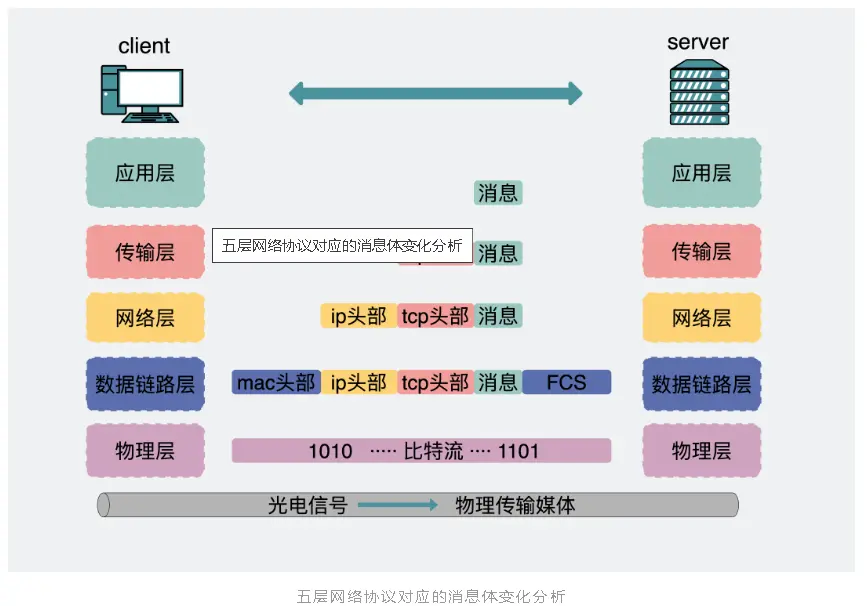 client
server
应用层
应用层
消息
传输层
五层网络协议对应的消息体变化分析
消息
传输层
网络层
ip头部 tcp头部 消息
网络层
数据链路层
mac头部 ip头部 tcp头部 消息 FCS
数据链路层
物理层
1010 ····· 比特流 ···· 1101
物理层
光电信号 物理传输媒体
五层网络协议对应的消息体变化分析